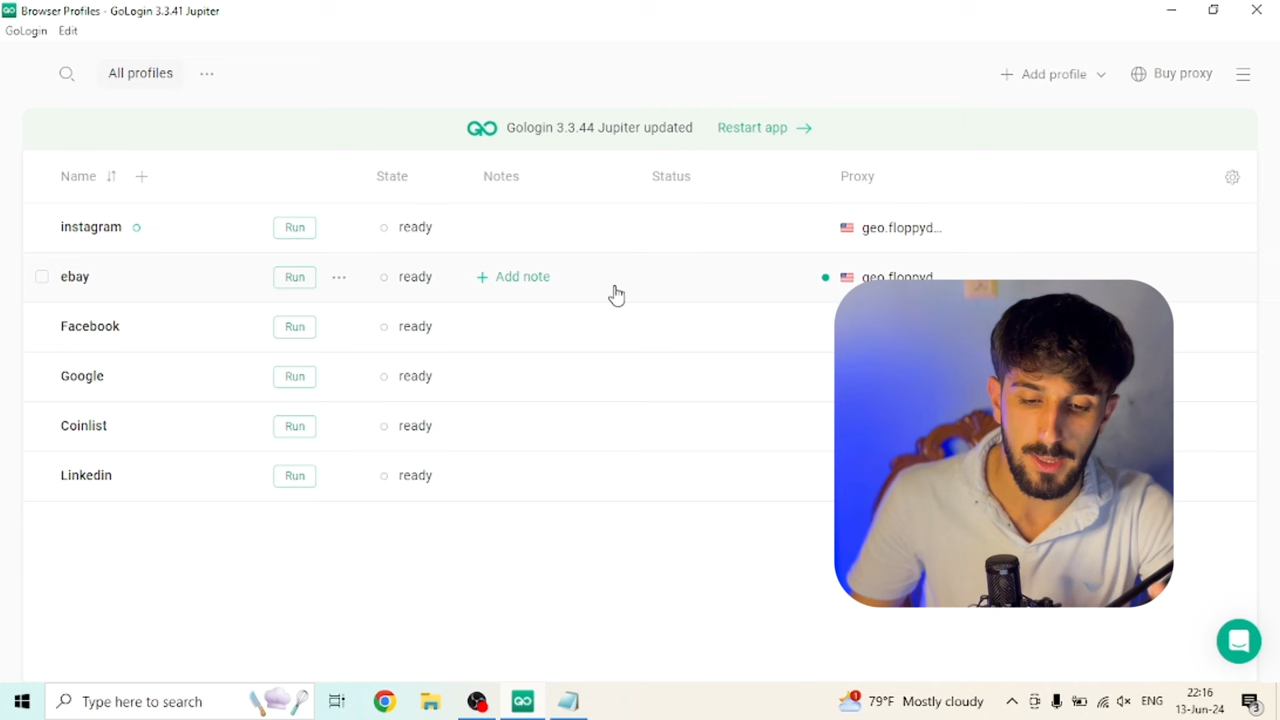 Browser Profiles - GoLogin 3.3.41 Jupiter
GoLogin Edit
All profiles
Add profile
Buy proxy
Gologin 3.3.44 Jupiter updated Restart app
Name State Notes Status Proxy
instagram Run ready geo.floppyd...
ebay Run ready + Add note geo.floppyd
Facebook Run ready
Google Run ready
Coinlist Run ready
Linkedin Run ready
Type here to search
79°F Mostly cloudy
ENG
22:16
13-Jun-24
3